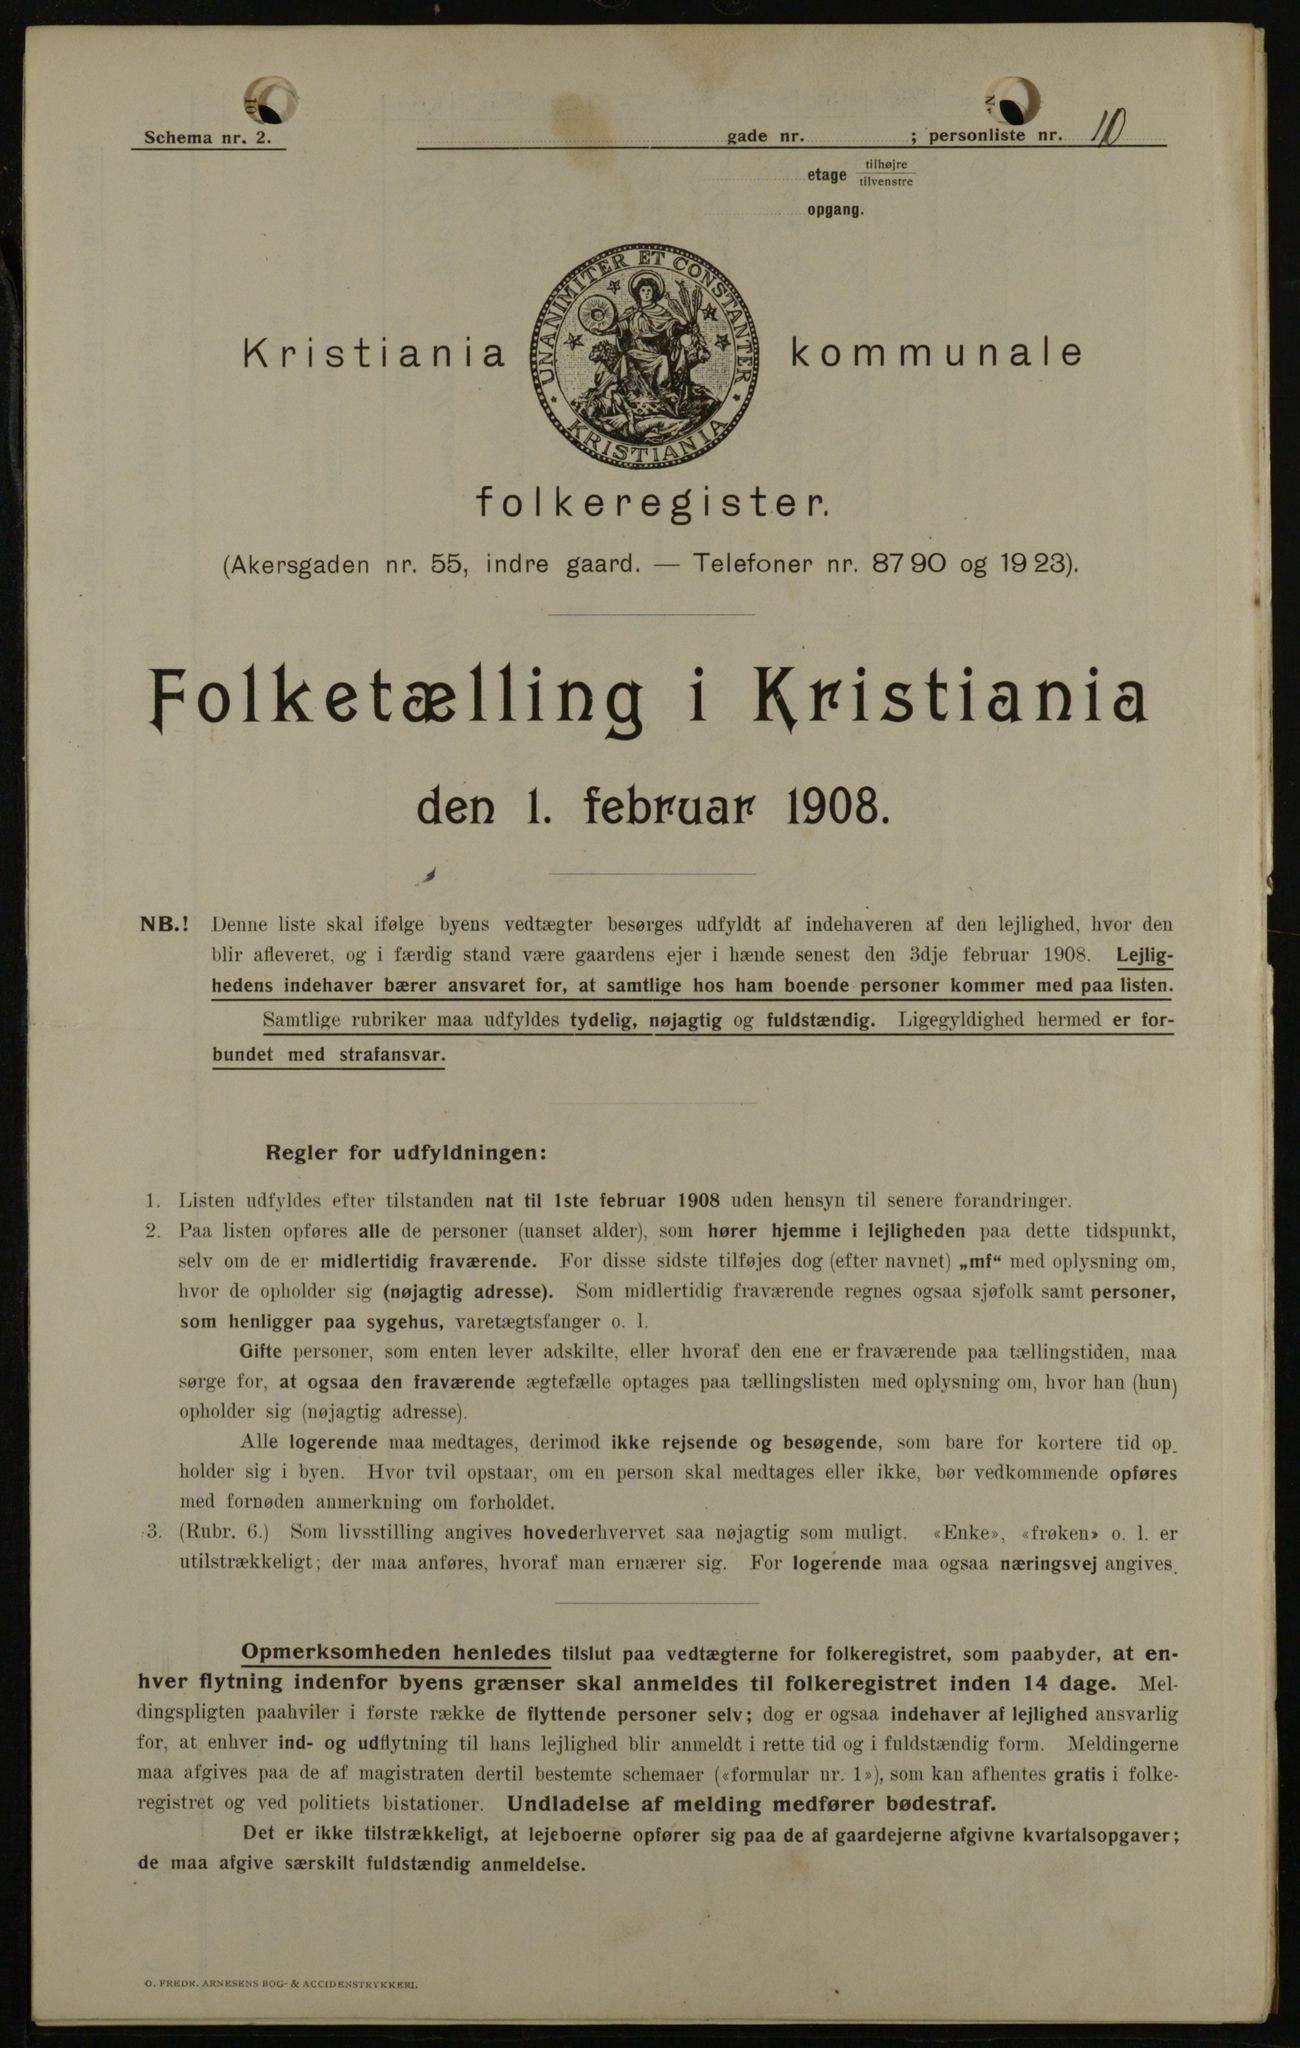 Schema nr. 2.
gade nr. ; personliste nr. 10
etage tilhøjre
tilvenstre
opgang.
UNANIMITER ET CONSTANTER
KRISTIANIA
Kristiania kommunale
folkeregister.
(Akersgaden nr. 55, indre gaard. — Telefoner nr. 8790 og 1923).
Folketælling i Kristiania
den 1. februar 1908.
NB.! Denne liste skal ifølge byens vedtægter besørges udfyldt af indehaveren af den lejlighed, hvor den
blir afleveret, og i færdig stand være gaardens ejer i hænde senest den 3dje februar 1908. Lejlig-
hedens indehaver bærer ansvaret for, at samtlige hos ham boende personer kommer med paa listen.
Samtlige rubriker maa udfyldes tydelig, nøjagtig og fuldstændig. Ligegyldighed hermed er for-
bundet med strafansvar.
Regler for udfyldningen:
1. Listen udfyldes efter tilstanden nat til 1ste februar 1908 uden hensyn til senere forandringer.
2. Paa listen opføres alle de personer (uanset alder), som hører hjemme i lejligheden paa dette tidspunkt,
selv om de er midlertidig fraværende. For disse sidste tilføjes dog (efter navnet) „mf“ med oplysning om,
hvor de opholder sig (nøjagtig adresse). Som midlertidig fraværende regnes ogsaa sjøfolk samt personer,
som henligger paa sygehus, varetægtsfanger o. l.
Gifte personer, som enten lever adskilte, eller hvoraf den ene er fraværende paa tællingstiden, maa
sørge for, at ogsaa den fraværende ægtefælle optages paa tællingslisten med oplysning om, hvor han (hun)
opholder sig (nøjagtig adresse).
Alle logerende maa medtages, derimod ikke rejsende og besøgende, som bare for kortere tid op-
holder sig i byen. Hvor tvil opstaar, om en person skal medtages eller ikke, bør vedkommende opføres
med fornøden anmerkning om forholdet.
3. (Rubr. 6.) Som livsstilling angives hovederhvervet saa nøjagtig som muligt. «Enke», «frøken» o. l. er
utilstrækkeligt; der maa anføres, hvoraf man ernærer sig. For logerende maa ogsaa næringsvej angives.
Opmerksomheden henledes tilslut paa vedtægterne for folkeregistret, som paabyder, at en-
hver flytning indenfor byens grænser skal anmeldes til folkeregistret inden 14 dage. Mel-
dingspligten paahviler i første række de flyttende personer selv; dog er ogsaa indehaver af lejlighed ansvarlig
for, at enhver ind- og udflytning til hans lejlighed blir anmeldt i rette tid og i fuldstændig form. Meldingerne
maa afgives paa de af magistraten dertil bestemte schemaer («formular nr. 1»), som kan afhentes gratis i folke-
registret og ved politiets bistationer. Undladelse af melding medfører bødestraf.
Det er ikke tilstrækkeligt, at lejeboerne opfører sig paa de af gaardejerne afgivne kvartalsopgaver;
de maa afgive særskilt fuldstændig anmeldelse.
O. FREDR. ARNESENS BOG- & ACCIDENSTRYKKERI.